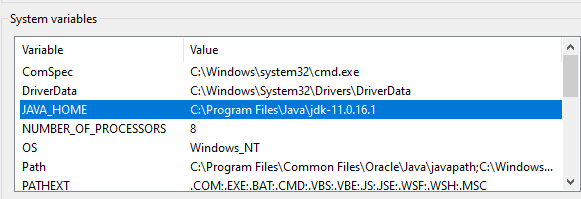 System variables
Variable Value
ComSpec C:\Windows\system32\cmd.exe
DriverData C:\Windows\System32\Drivers\DriverData
JAVA_HOME C:\Program Files\Java\jdk-11.0.16.1
NUMBER_OF_PROCESSORS 8
OS Windows_NT
Path C:\Program Files\Common Files\Oracle\Java\javapath;C:\Windows...
PATHEXT .COM;.EXE;.BAT;.CMD;.VBS;.VBE;.JS;.JSE;.WSF;.WSH;.MSC